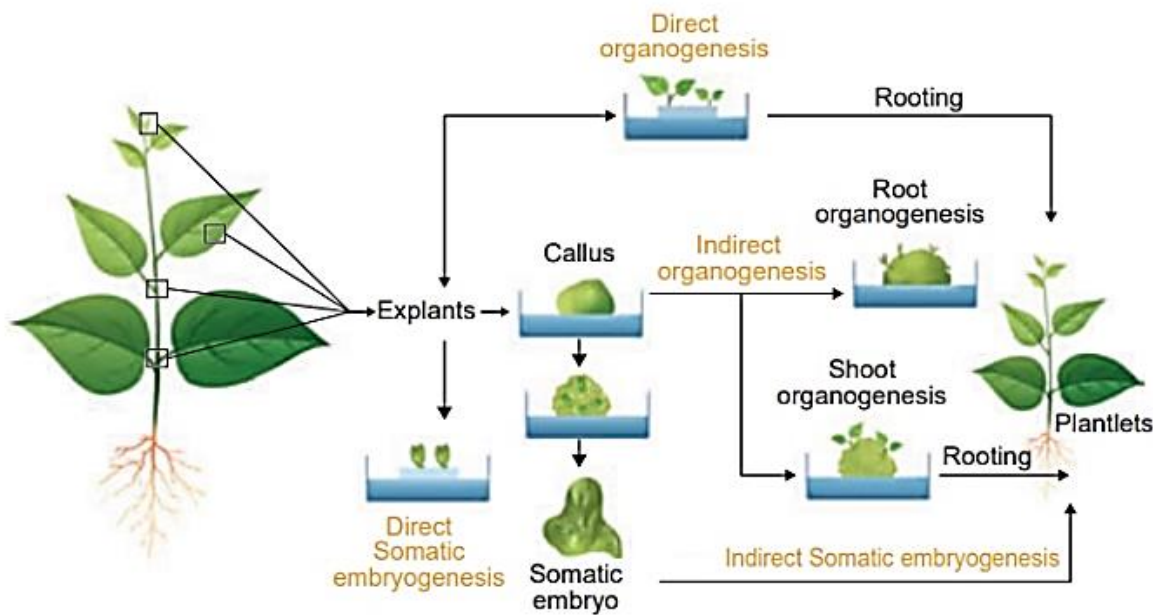 Direct
organogenesis
Rooting
Root
organogenesis
Callus
Indirect
organogenesis
Explants
Shoot
organogenesis
Plantlets
Rooting
Direct
Somatic
embryogenesis
Somatic
embryo
Indirect Somatic embryogenesis